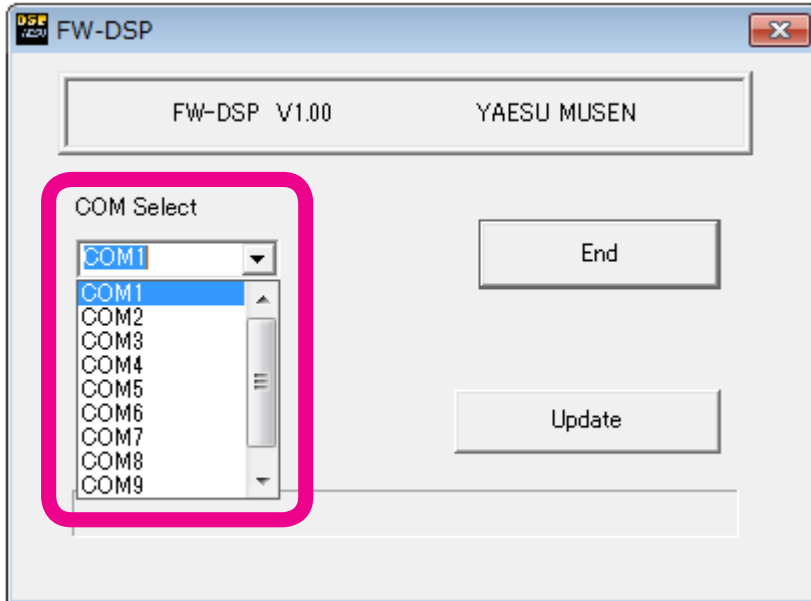 DSP
FW-DSP
FW-DSP V1.00 YAESU MUSEN
COM Select
COM1
COM1
COM2
COM3
COM4
COM5
COM6
COM7
COM8
COM9
End
Update